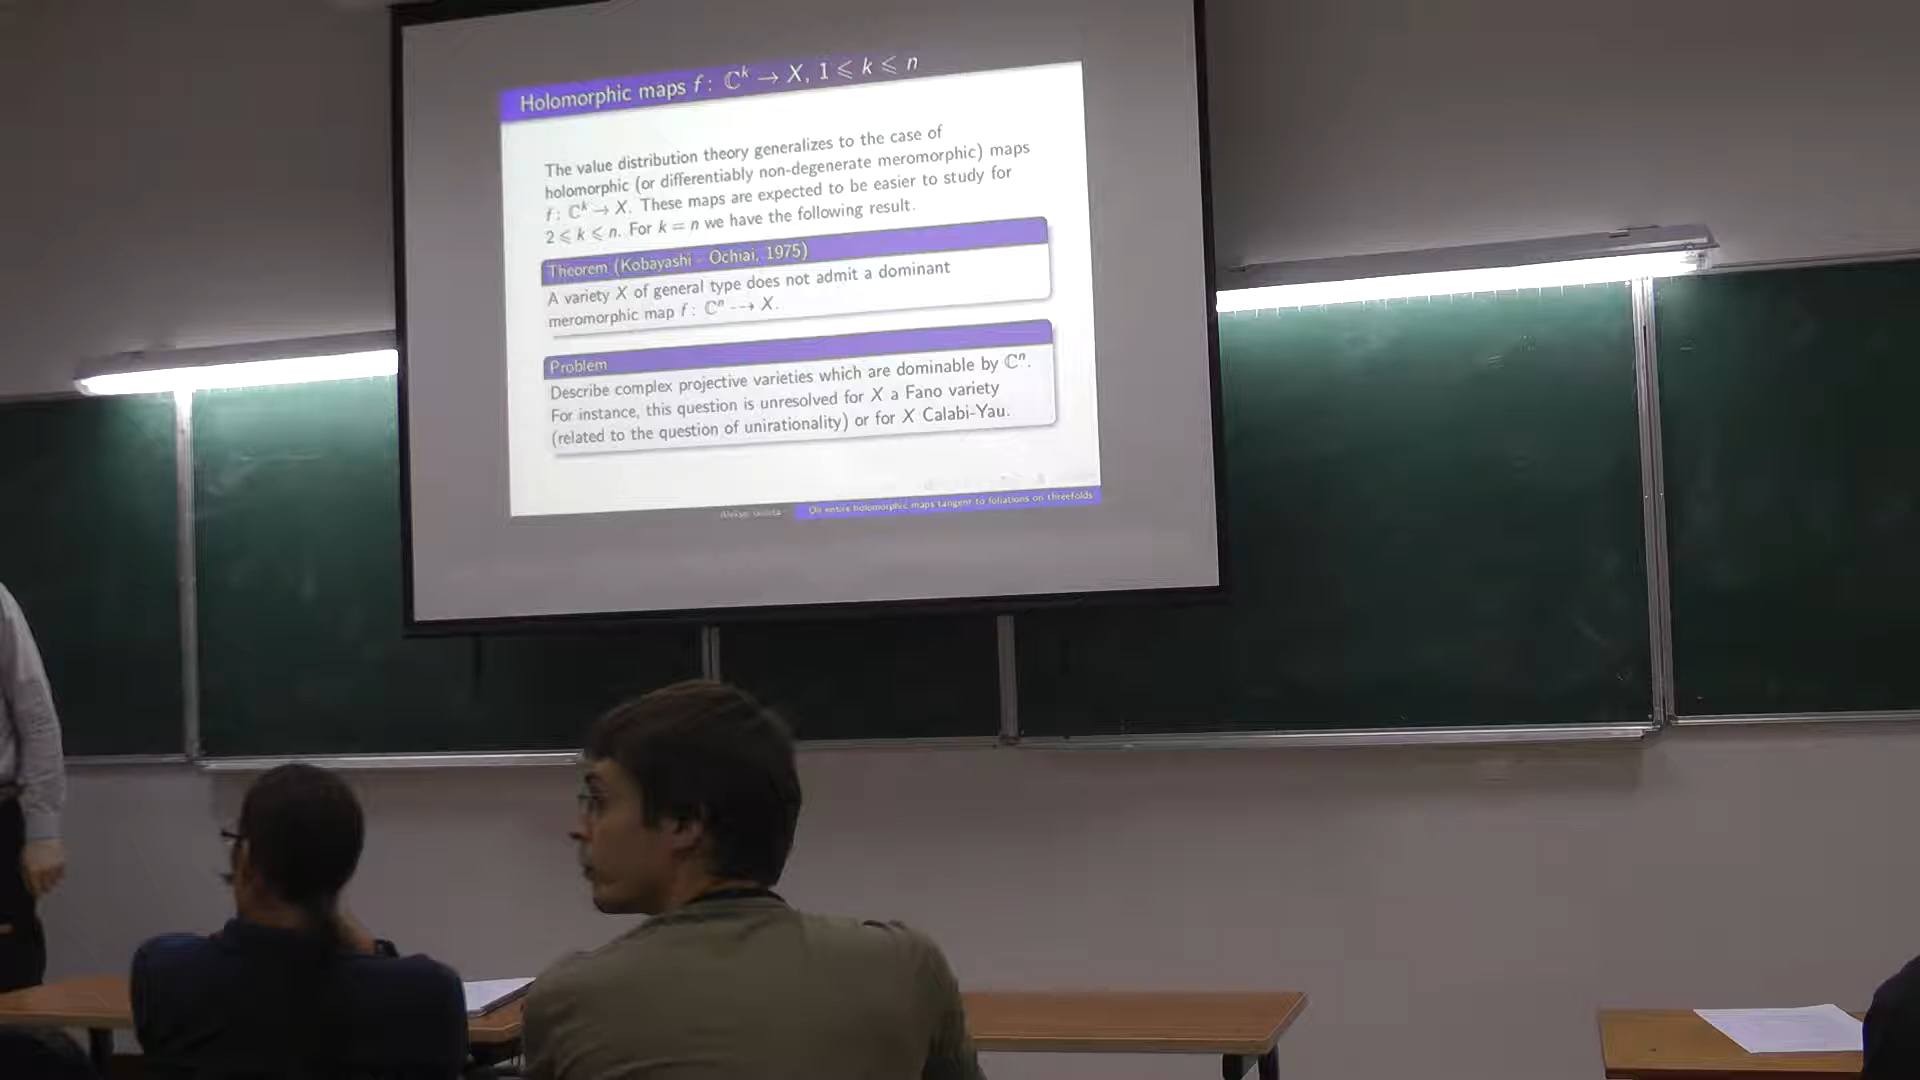 Holomorphic maps f : ℂᵏ → X, 1 ⩽ k ⩽ n
The value distribution theory generalizes to the case of
holomorphic (or differentiably non-degenerate meromorphic) maps
f : ℂᵏ → X. These maps are expected to be easier to study for
2 ⩽ k ⩽ n. For k = n we have the following result.
Theorem (Kobayashi - Ochiai, 1975)
A variety X of general type does not admit a dominant
meromorphic map f : ℂⁿ ⇢ X.
Problem
Describe complex projective varieties which are dominable by ℂⁿ.
For instance, this question is unresolved for X a Fano variety
(related to the question of unirationality) or for X Calabi-Yau.
On entire holomorphic maps tangent to foliations on threefolds